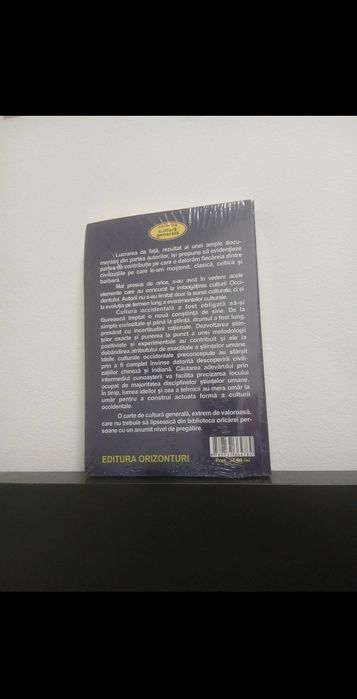 cultură
generală
Lucrarea de față, rezultat al unei ample docu-
mentări din partea autorilor, își propune să evidențieze
partea de contribuție pe care o datorăm fiecăreia dintre
civilizațiile pe care le-am moștenit: clasică, celtică și
barbară.
Mai presus de orice, s-au avut în vedere acele
elemente care au concurat la îmbogățirea culturii Occi-
dentului. Autorii nu s-au limitat doar la surse culturale, ci și
la evoluția pe termen lung a evenimentelor culturale.
Cultura occidentală a fost obligată să-și
făurească treptat o nouă conștiință de sine. De la
simpla curiozitate și până la știință, drumul a fost lung,
presărat cu incertitudini raționale. Dezvoltarea științ-
elor exacte și punerea la punct a unei metodologii
pozitiviste și experimentale au contribuit și ele la
dobândirea atributului de exactitate a științelor umane.
Ideile culturale occidentale preconcepute au sfârșit
prin a fi complet învinse datorită descoperirii civili-
zațiilor chineză și indiană. Căutarea adevărului prin
intermediul cunoașterii va facilita precizarea locului
ocupat de majoritatea disciplinelor științelor umane.
În timp, lumea ideilor și cea a tehnicii au mers umăr la
umăr pentru a construi actuala formă a culturii
occidentale.
O carte de cultură generală, extrem de valoroasă,
care nu trebuie să lipsească din biblioteca oricărei per-
soane cu un anumit nivel de pregătire.
EDITURA ORIZONTURI
lei